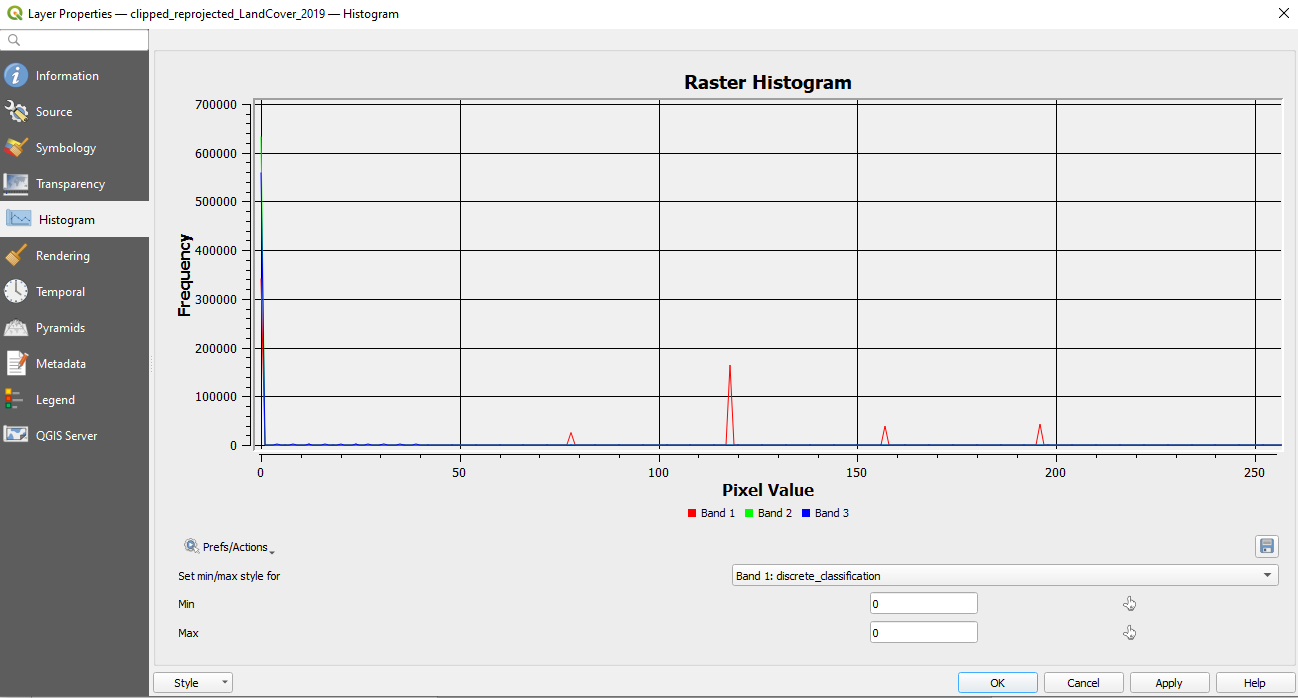 Layer Properties — clipped_reprojected_LandCover_2019 — Histogram
Information
Source
Symbology
Transparency
Histogram
Rendering
Temporal
Pyramids
Metadata
Legend
QGIS Server
Raster Histogram
Frequency
700000
600000
500000
400000
300000
200000
100000
0
0 50 100 150 200 250
Pixel Value
Band 1 Band 2 Band 3
Prefs/Actions
Set min/max style for Band 1: discrete_classification
Min 0
Max 0
Style OK Cancel Apply Help